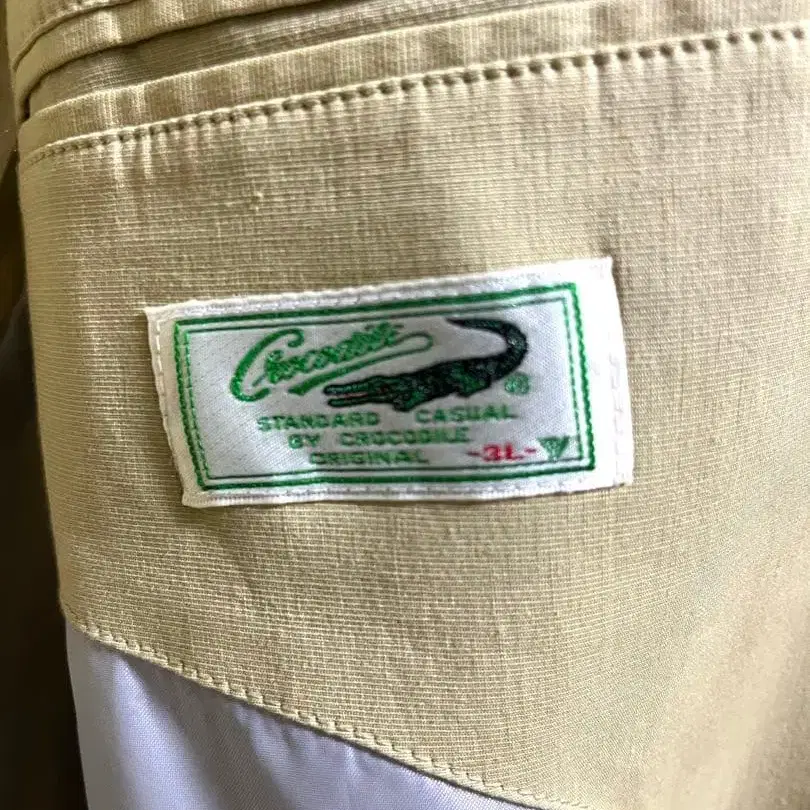 Crocodile ®
STANDARD CASUAL
BY CROCODILE
ORIGINAL -3L-